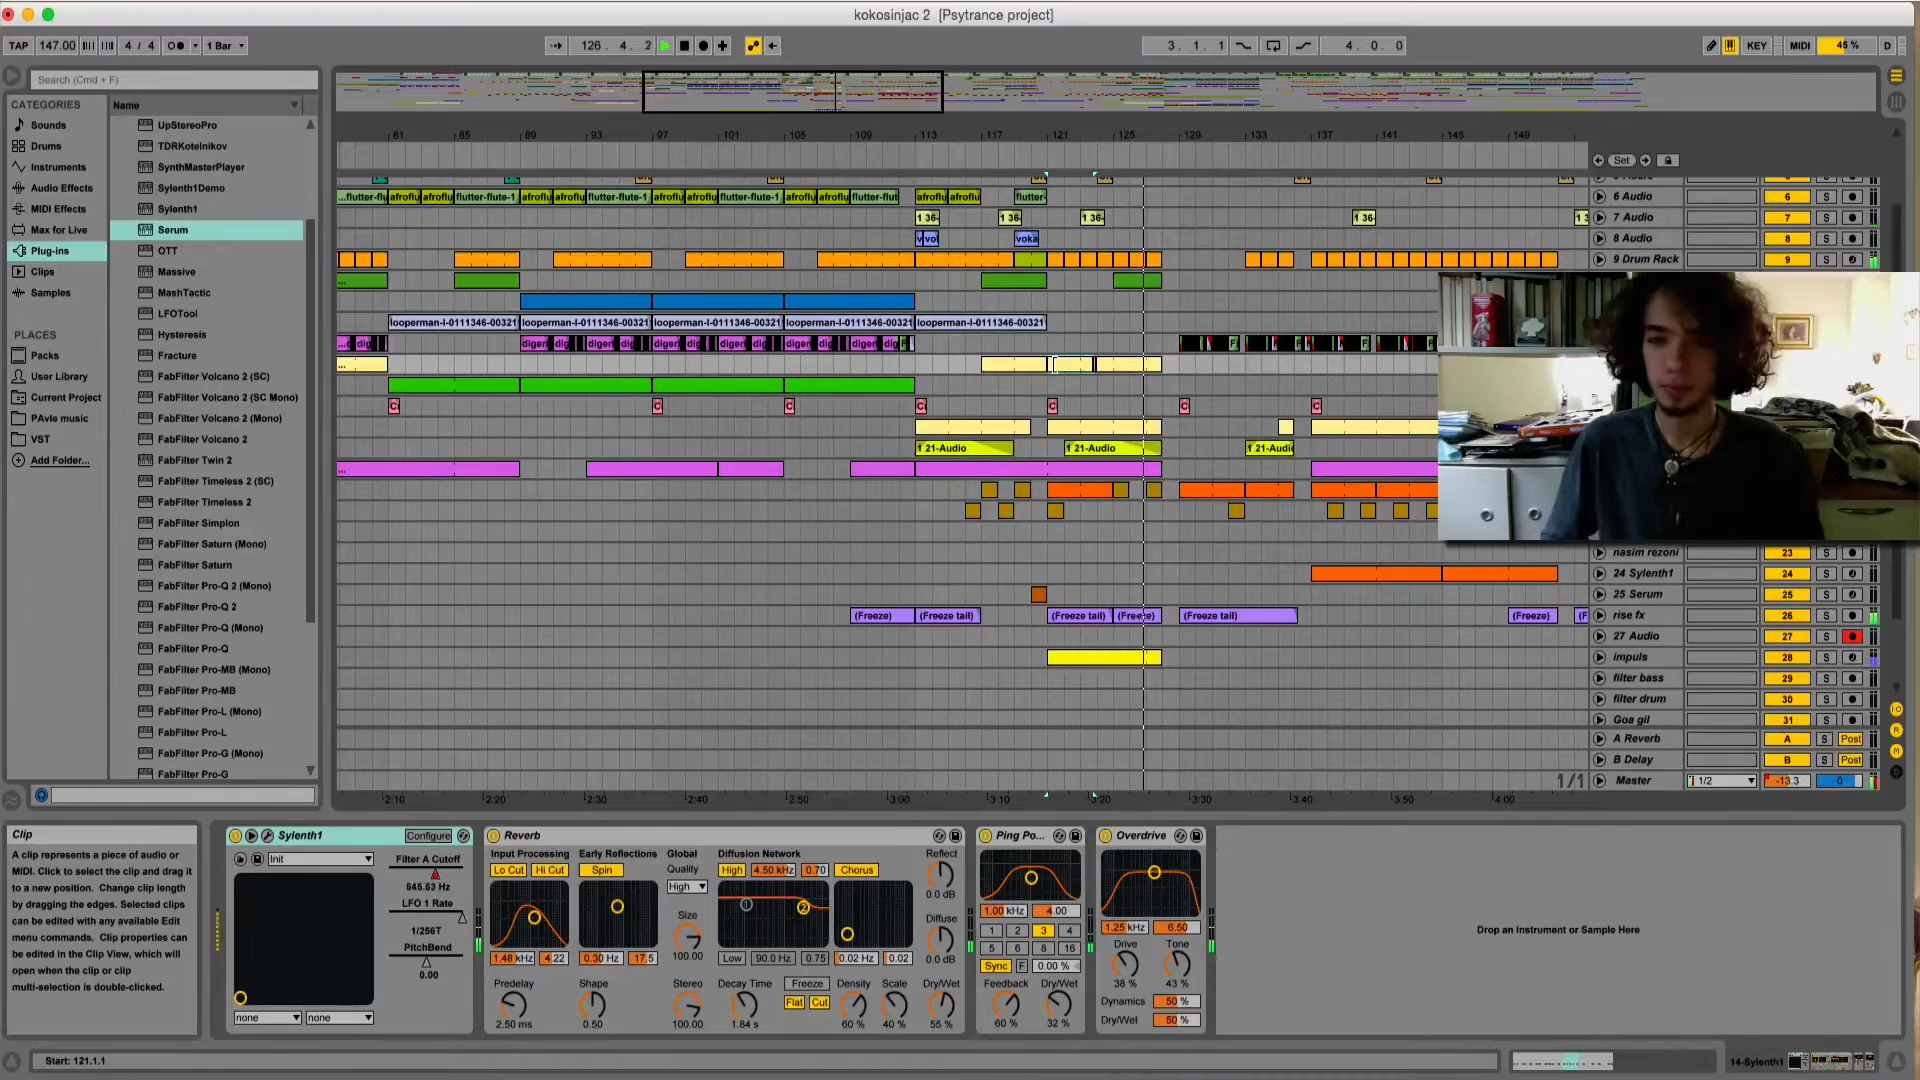 kokosinjac 2  [Psytrance project]
TAP 147.00 4 / 4 1 Bar 126. 4. 2 3. 1. 1 4. 0. 0 KEY MIDI 45 % D
Search (Cmd + F)
CATEGORIES
Sounds
Drums
Instruments
Audio Effects
MIDI Effects
Max for Live
Plug-ins
Clips
Samples
PLACES
Packs
User Library
Current Project
PAvle music
VST
Add Folder...
Name
UpStereoPro
TDRKotelnikov
SynthMasterPlayer
Sylenth1Demo
Sylenth1
Serum
OTT
Massive
MashTactic
LFOTool
Hysteresis
Fracture
FabFilter Volcano 2 (SC)
FabFilter Volcano 2 (SC Mono)
FabFilter Volcano 2 (Mono)
FabFilter Volcano 2
FabFilter Twin 2
FabFilter Timeless 2 (SC)
FabFilter Timeless 2
FabFilter Simplon
FabFilter Saturn (Mono)
FabFilter Saturn
FabFilter Pro-Q 2 (Mono)
FabFilter Pro-Q 2
FabFilter Pro-Q (Mono)
FabFilter Pro-Q
FabFilter Pro-MB (Mono)
FabFilter Pro-MB
FabFilter Pro-L (Mono)
FabFilter Pro-L
FabFilter Pro-G (Mono)
FabFilter Pro-G
81 85 89 93 97 101 105 109 113 117 121 125 129 133 137 141 145 149
Set
...flutter-flu afroflu afroflu flutter-flute-1 afroflu afroflu flutter-flute-1 afroflu afroflu flutter-flute-1 afroflu afroflu flutter-flut afroflu afroflu flutter-
6 Audio 6 S
1 36- 1 36- 1 36- 1 36- 1 3
7 Audio 7 S
v vol voka
8 Audio 8 S
9 Drum Rack 9 S
looperman-l-0111346-00321 looperman-l-0111346-00321 looperman-l-0111346-00321 looperman-l-0111346-00321 looperman-l-0111346-00321
C C C C C C C
1 21-Audio 1 21-Audio 1 21-Audi
nasim rezoni 23 S
24 Sylenth1 24 S
25 Serum 25 S
(Freeze) (Freeze tail) (Freeze tail) (Freeze) (Freeze tail) (Freeze) (F
rise fx 26 S
27 Audio 27 S
impuls 28 S
filter bass 29 S
filter drum 30 S
Goa gil 31 S
A Reverb A S Post
B Delay B S Post
1/1 Master 1/2 -13.3 0
2:10 2:20 2:30 2:40 2:50 3:00 3:10 3:20 3:30 3:40 3:50 4:00
Clip
A clip represents a piece of audio or
MIDI. Click to select the clip and drag it
to a new position.  Change clip length
by dragging the edges. Selected clips
can be edited with any available Edit
menu commands.  Clip properties can
be edited in the Clip View, which will
open when the clip or clip
multi-selection is double-clicked.
Sylenth1 Configure
Init
Filter A Cutoff
645.63 Hz
LFO 1 Rate
1/256T
PitchBend
0.00
none none
Reverb
Input Processing Early Reflections Global Diffusion Network Reflect
Lo Cut Hi Cut Spin Quality High 4.50 kHz 0.70 Chorus
High 0.0 dB
Size Diffuse
100.00 0.0 dB
1.48 kHz 4.22 0.30 Hz 17.5 Low 90.0 Hz 0.75 0.02 Hz 0.02
Predelay Shape Stereo Decay Time Freeze Density Scale Dry/Wet
Flat Cut
2.50 ms 0.50 100.00 1.84 s 60 % 40 % 55 %
Ping Po...
1.00 kHz 4.00
1 2 3 4
5 6 8 16
Sync F 0.00 %
Feedback Dry/Wet
60 % 32 %
Overdrive
1.25 kHz 6.50
Drive Tone
38 % 43 %
Dynamics 50 %
Dry/Wet 50 %
Drop an Instrument or Sample Here
Start: 121.1.1
14-Sylenth1